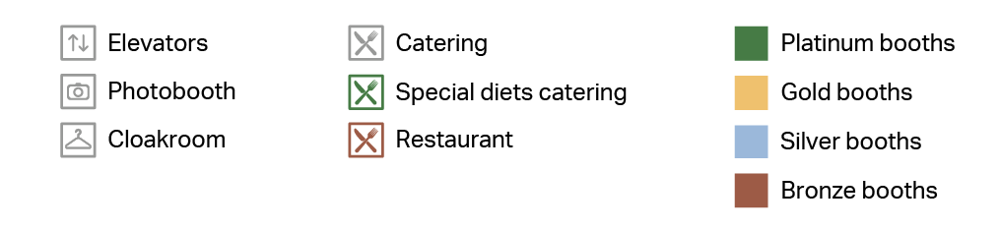 Elevators
Photobooth
Cloakroom
Catering
Special diets catering
Restaurant
Platinum booths
Gold booths
Silver booths
Bronze booths